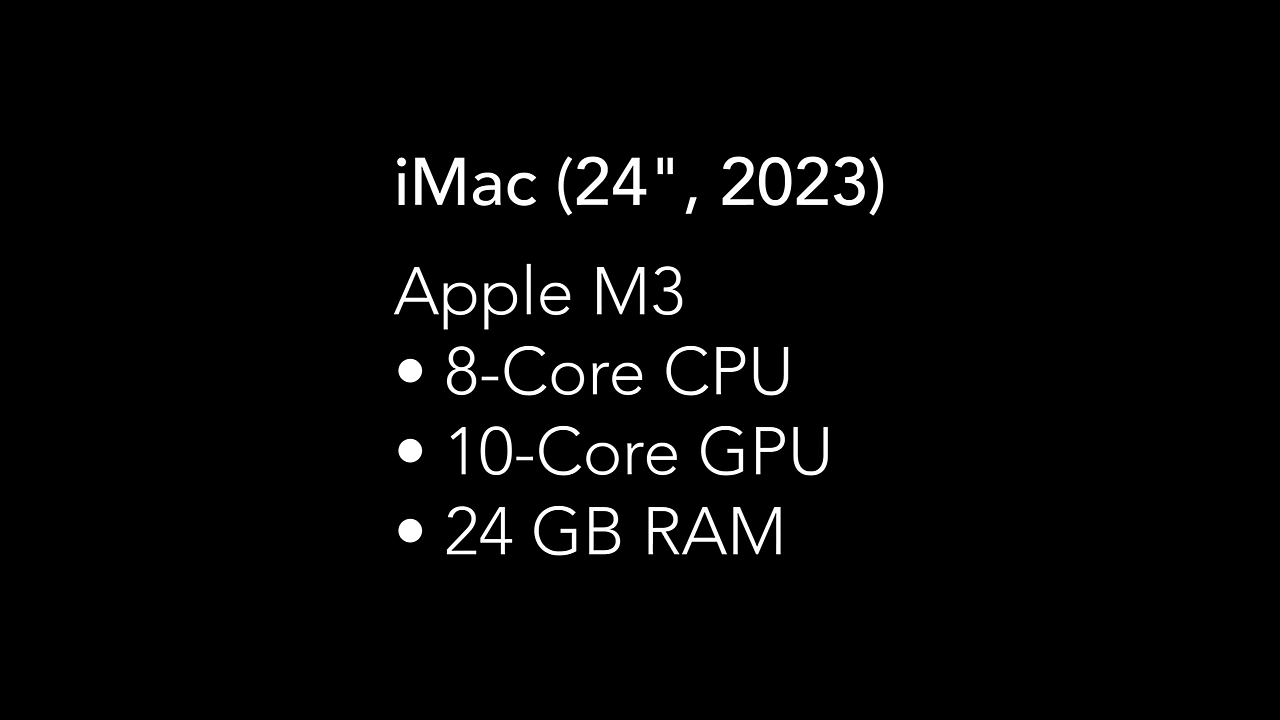 iMac (24", 2023)
Apple M3
• 8-Core CPU
• 10-Core GPU
• 24 GB RAM